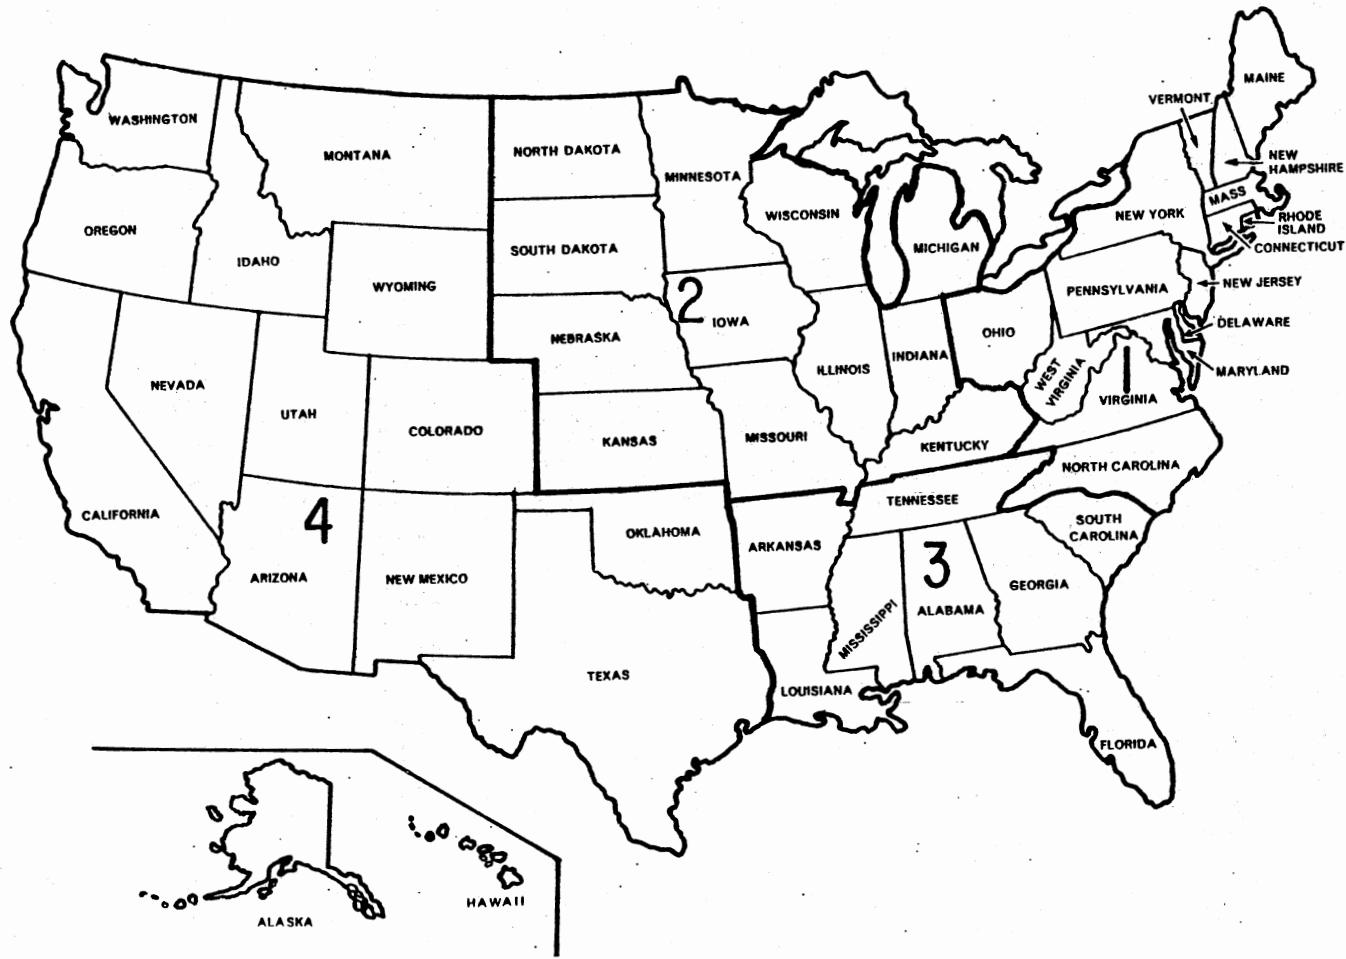 MAINE
VERMONT
WASHINGTON
MONTANA
NORTH DAKOTA
MINNESOTA
NEW
HAMPSHIRE
MASS
WISCONSIN
NEW YORK
RHODE
ISLAND
CONNECTICUT
OREGON
IDAHO
SOUTH DAKOTA
MICHIGAN
WYOMING
PENNSYLVANIA
NEW JERSEY
2
IOWA
NEBRASKA
OHIO
DELAWARE
INDIANA
ILLINOIS
WEST
VIRGINIA
1
MARYLAND
NEVADA
UTAH
COLORADO
KANSAS
MISSOURI
KENTUCKY
VIRGINIA
NORTH CAROLINA
CALIFORNIA
4
ARIZONA
NEW MEXICO
OKLAHOMA
ARKANSAS
TENNESSEE
SOUTH
CAROLINA
3
ALABAMA
GEORGIA
MISSISSIPPI
TEXAS
LOUISIANA
FLORIDA
ALASKA
HAWAII